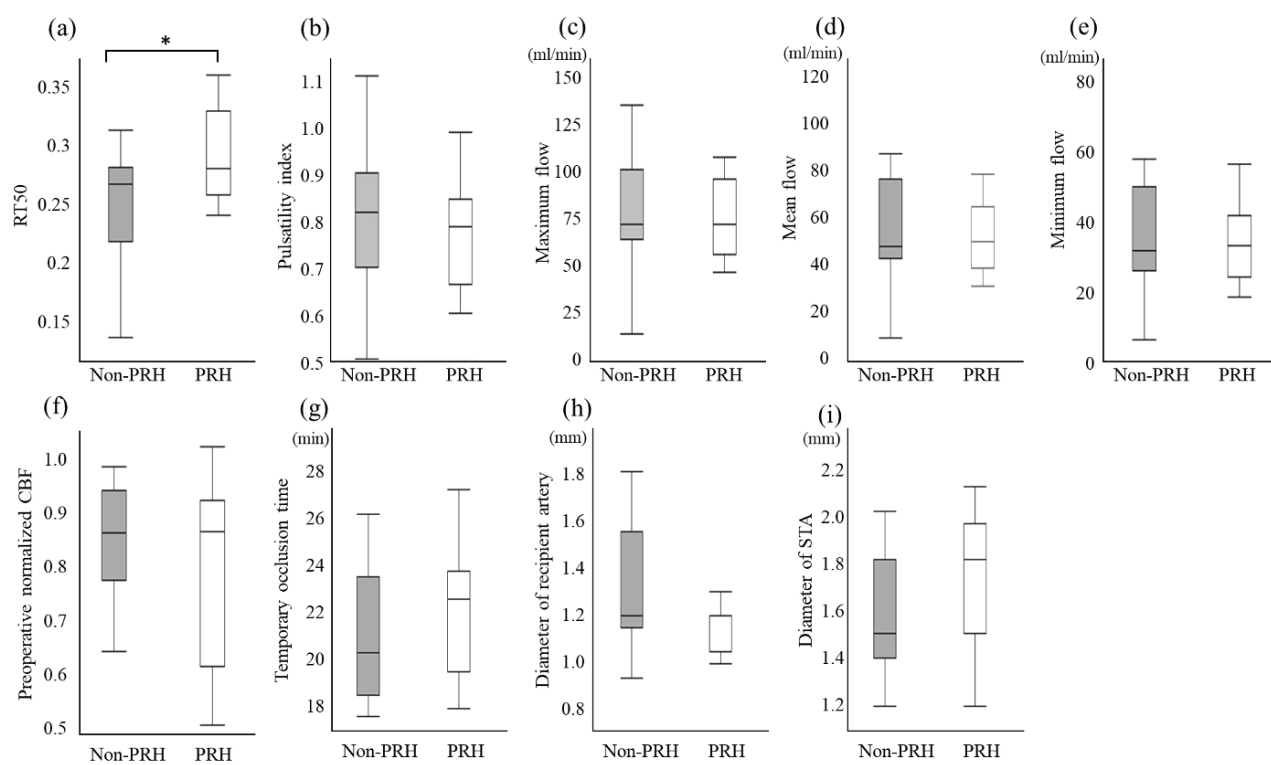 (a)
*
RT50
0.35
0.3
0.25
0.2
0.15
Non-PRH PRH
(b)
Pulsatility index
1.1
1.0
0.9
0.8
0.7
0.6
0.5
Non-PRH PRH
(c)
(ml/min)
Maximum flow
150
125
100
75
50
25
0
Non-PRH PRH
(d)
(ml/min)
Mean flow
120
100
80
60
40
20
0
Non-PRH PRH
(e)
(ml/min)
Minimum flow
80
60
40
20
0
Non-PRH PRH
(f)
Preoperative normalized CBF
1.0
0.9
0.8
0.7
0.6
0.5
Non-PRH PRH
(g)
(min)
Temporary occlusion time
28
26
24
22
20
18
Non-PRH PRH
(h)
(mm)
Diameter of recipient artery
1.8
1.6
1.4
1.2
1.0
0.8
Non-PRH PRH
(i)
(mm)
Diameter of STA
2.2
2.0
1.8
1.6
1.4
1.2
Non-PRH PRH